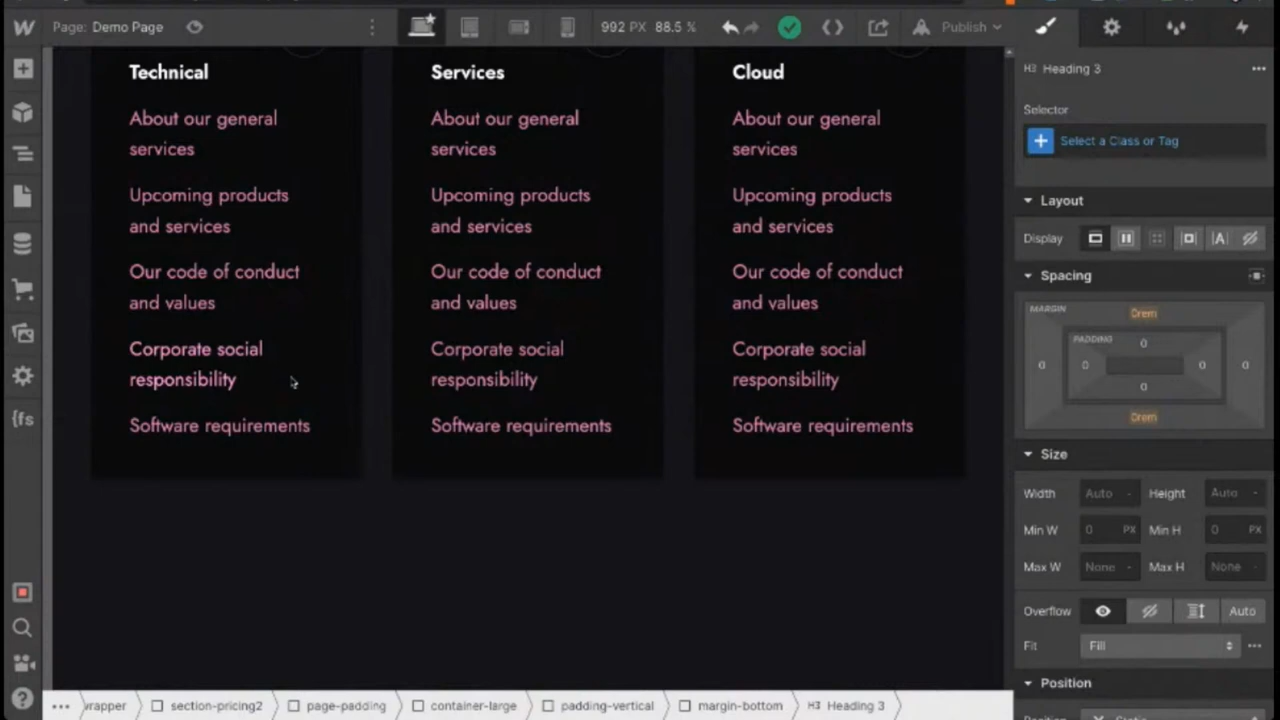 Page: Demo Page
992 PX 88.5 %
Publish
Technical
About our general
services
Upcoming products
and services
Our code of conduct
and values
Corporate social
responsibility
Software requirements
Services
About our general
services
Upcoming products
and services
Our code of conduct
and values
Corporate social
responsibility
Software requirements
Cloud
About our general
services
Upcoming products
and services
Our code of conduct
and values
Corporate social
responsibility
Software requirements
H3 Heading 3
Selector
Select a Class or Tag
Layout
Display
Spacing
MARGIN
0rem
PADDING
0
0 0 0 0
0
0rem
Size
Width Auto - Height Auto -
Min W 0 PX Min H 0 PX
Max W None - Max H None -
Overflow Auto
Fit Fill
Position
{fs
section-pricing2 page-padding container-large padding-vertical margin-bottom H3 Heading 3